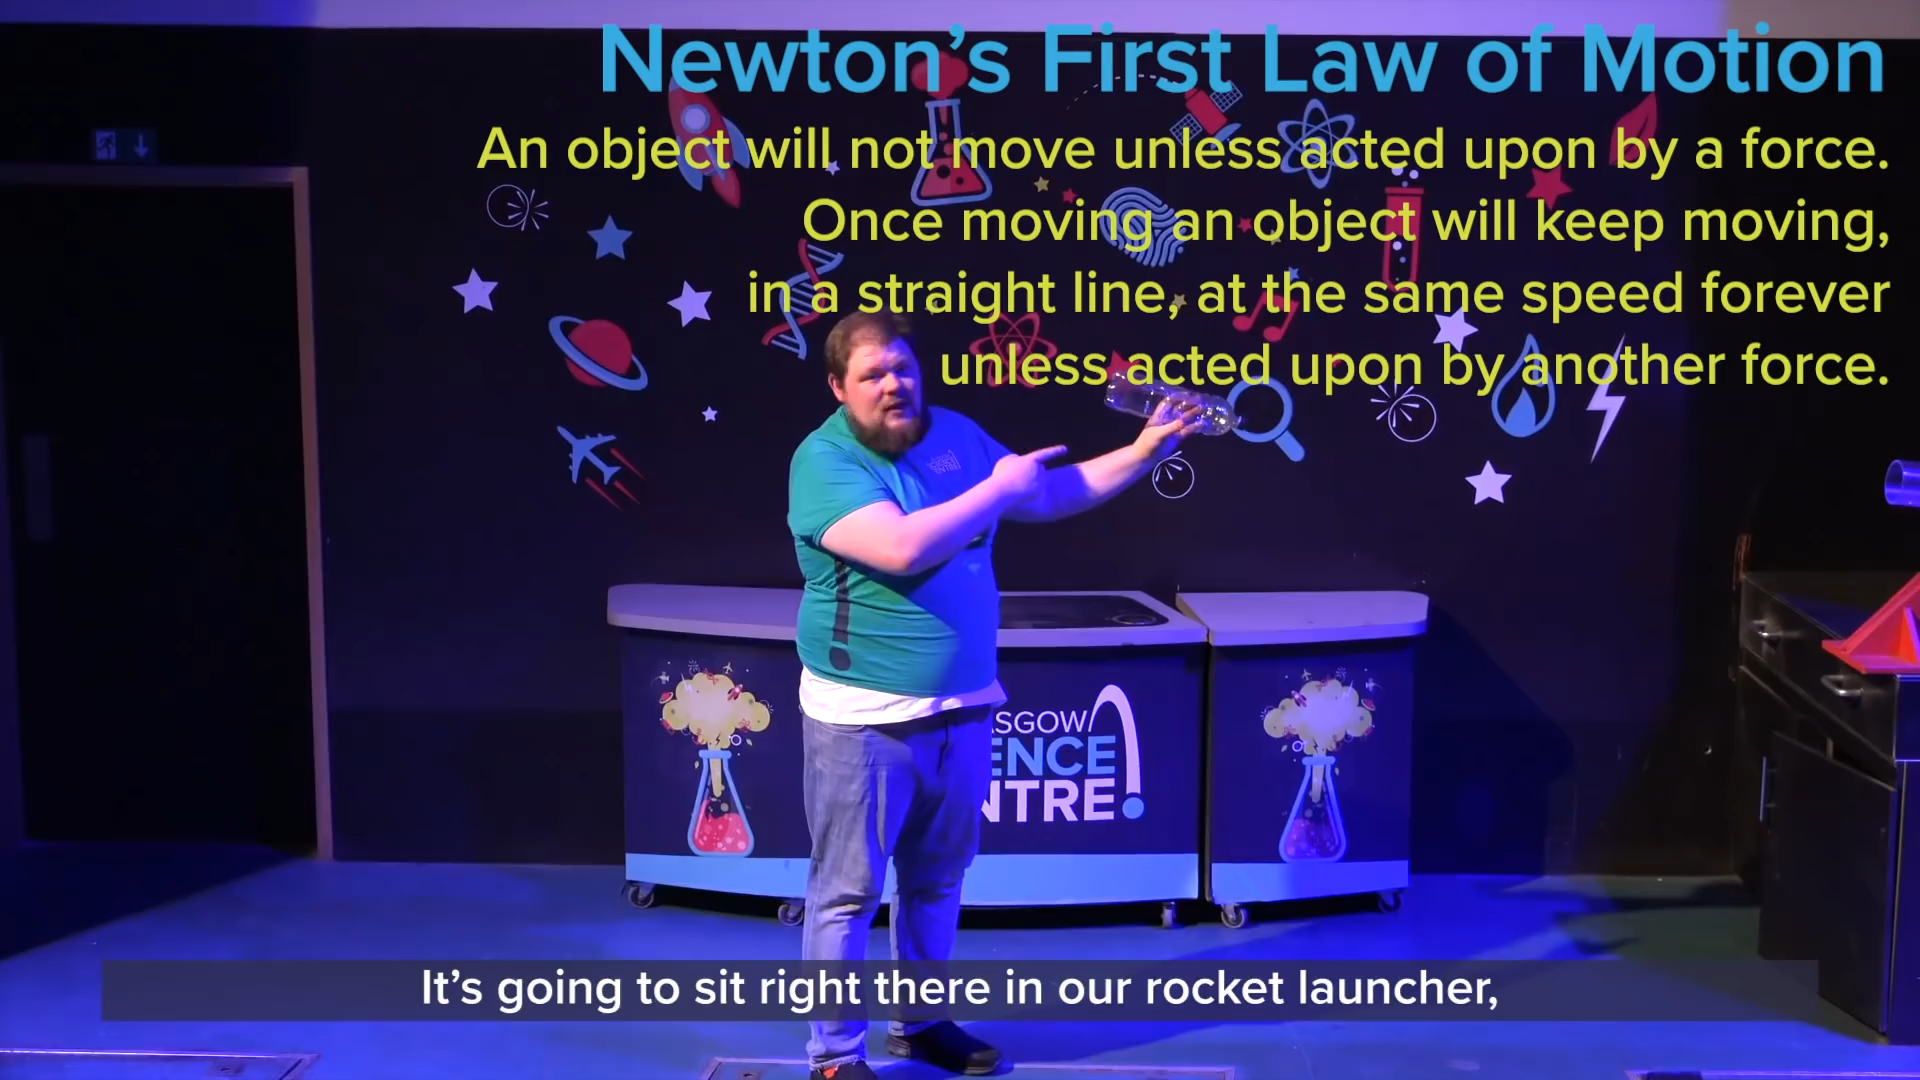 Newton's First Law of Motion
An object will not move unless acted upon by a force.
Once moving an object will keep moving,
in a straight line, at the same speed forever
unless acted upon by another force.
SGOW
ENCE
NTRE
It's going to sit right there in our rocket launcher,